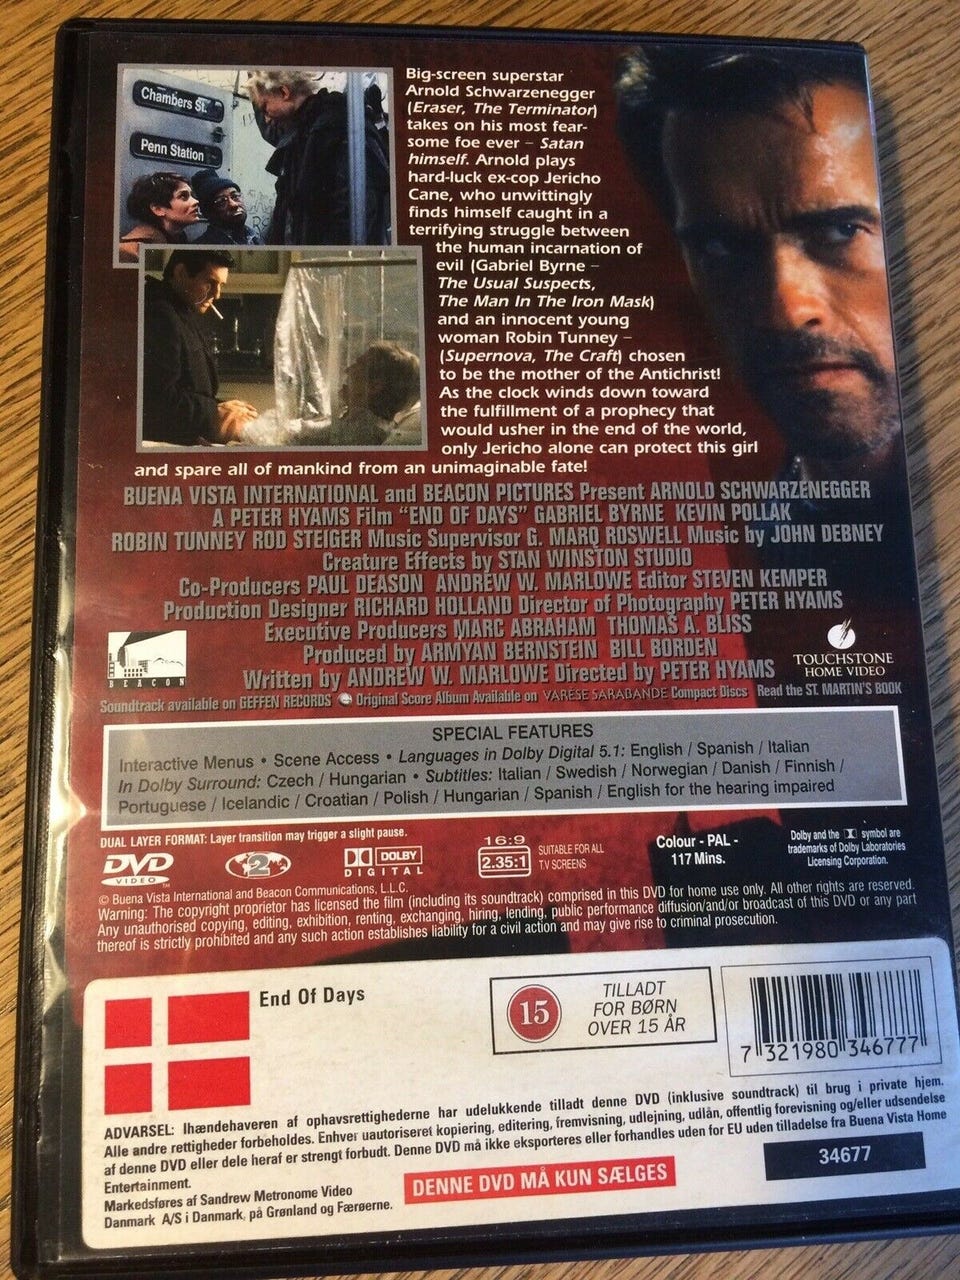 Chambers St.
Penn Station
Big-screen superstar
Arnold Schwarzenegger
(Eraser, The Terminator)
takes on his most fear-
some foe ever – Satan
himself. Arnold plays
hard-luck ex-cop Jericho
Cane, who unwittingly
finds himself caught in a
terrifying struggle between
the human incarnation of
evil (Gabriel Byrne –
The Usual Suspects,
The Man In The Iron Mask)
and an innocent young
woman Robin Tunney –
(Supernova, The Craft) chosen
to be the mother of the Antichrist!
As the clock winds down toward
the fulfillment of a prophecy that
would usher in the end of the world,
only Jericho alone can protect this girl
and spare all of mankind from an unimaginable fate!
BUENA VISTA INTERNATIONAL and BEACON PICTURES Present ARNOLD SCHWARZENEGGER
A PETER HYAMS Film "END OF DAYS" GABRIEL BYRNE KEVIN POLLAK
ROBIN TUNNEY ROD STEIGER Music Supervisor G. MARQ ROSWELL Music by JOHN DEBNEY
Creature Effects by STAN WINSTON STUDIO
Co-Producers PAUL DEASON ANDREW W. MARLOWE Editor STEVEN KEMPER
Production Designer RICHARD HOLLAND Director of Photography PETER HYAMS
Executive Producers MARC ABRAHAM THOMAS A. BLISS
Produced by ARMYAN BERNSTEIN BILL BORDEN
Written by ANDREW W. MARLOWE Directed by PETER HYAMS
BEACON
TOUCHSTONE
HOME VIDEO
Soundtrack available on GEFFEN RECORDS Original Score Album Available on VARÈSE SARABANDE Compact Discs Read the ST. MARTIN'S BOOK
SPECIAL FEATURES
Interactive Menus • Scene Access • Languages in Dolby Digital 5.1: English / Spanish / Italian
In Dolby Surround: Czech / Hungarian • Subtitles: Italian / Swedish / Norwegian / Danish / Finnish /
Portuguese / Icelandic / Croatian / Polish / Hungarian / Spanish / English for the hearing impaired
DUAL LAYER FORMAT: Layer transition may trigger a slight pause.
DVD
VIDEO
TM
2
DOLBY
DIGITAL
16:9
2.35:1
SUITABLE FOR ALL
T.V SCREENS
Colour - PAL -
117 Mins.
Dolby and the symbol are
trademarks of Dolby Laboratories
Licensing Corporation.
© Buena Vista International and Beacon Communications, L.L.C.
Warning: The copyright proprietor has licensed the film (including its soundtrack) comprised in this DVD for home use only. All other rights are reserved.
Any unauthorised copying, editing, exhibition, renting, exchanging, hiring, lending, public performance diffusion/and/or broadcast of this DVD or any part
thereof is strictly prohibited and any such action establishes liability for a civil action and may give rise to criminal prosecution.
End Of Days
15
TILLADT
FOR BØRN
OVER 15 ÅR
7 321980 346777
ADVARSEL: Ihændehaveren af ophavsrettighederne har udelukkende tilladt denne DVD (inklusive soundtrack) til brug i private hjem.
Alle andre rettigheder forbeholdes. Enhver uautoriseret kopiering, editering, fremvisning, udlejning, udlån, offentlig forevisning og/eller udsendelse
af denne DVD eller dele heraf er strengt forbudt. Denne DVD må ikke eksporteres eller forhandles uden for EU uden tilladelse fra Buena Vista Home
Entertainment.
Markedsføres af Sandrew Metronome Video
Danmark A/S i Danmark, på Grønland og Færøerne.
DENNE DVD MÅ KUN SÆLGES
34677